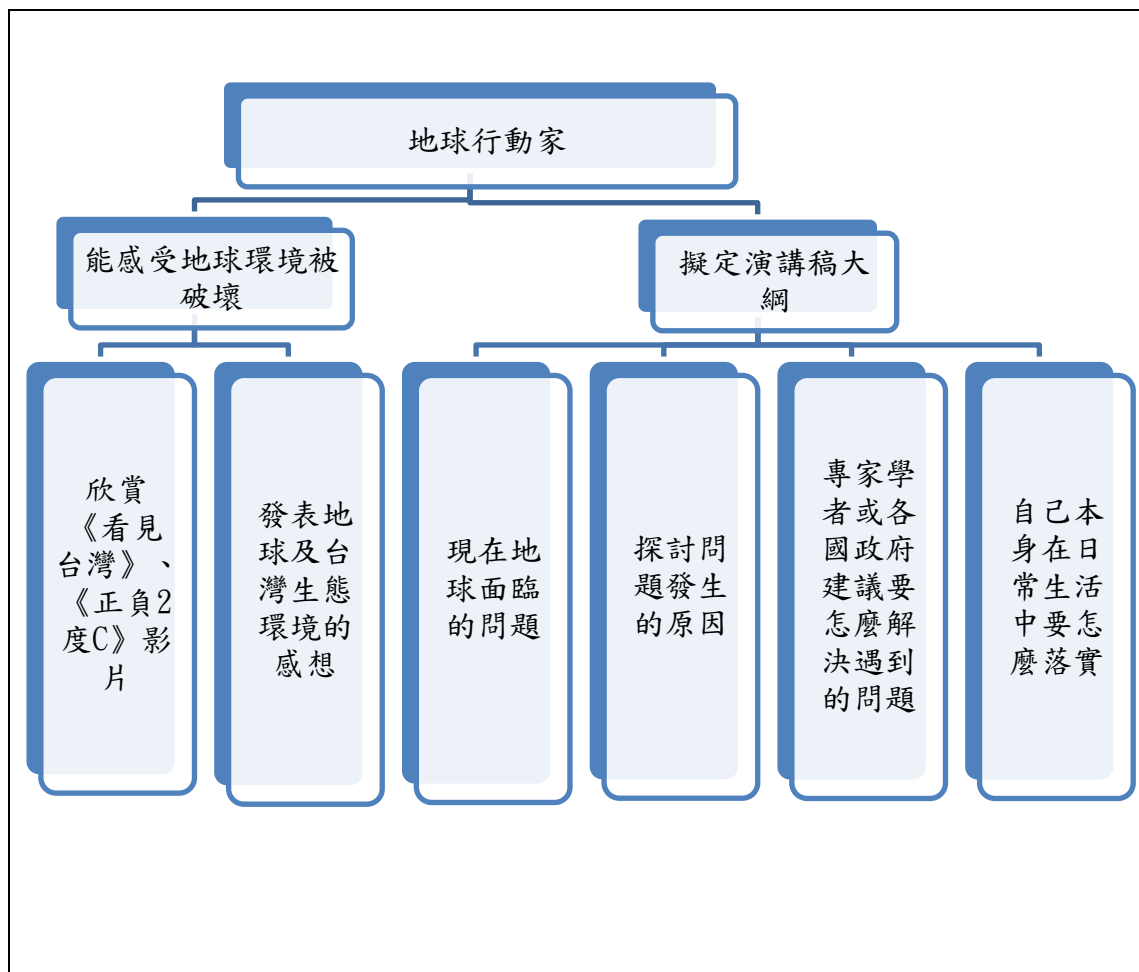 地球行動家
能感受地球環境被
破壞
擬定演講稿大
綱
欣賞
《看見
台灣》、
《正負2
度C》影
片
發表地
球及台
灣生態
環境的
感想
現在地
球面臨
的問題
探討問
題發生
的原因
專家學
者或各
國政府
建議要
怎麼解
決遇到
的問題
自己本
身在日
常生活
中要怎
麼落實